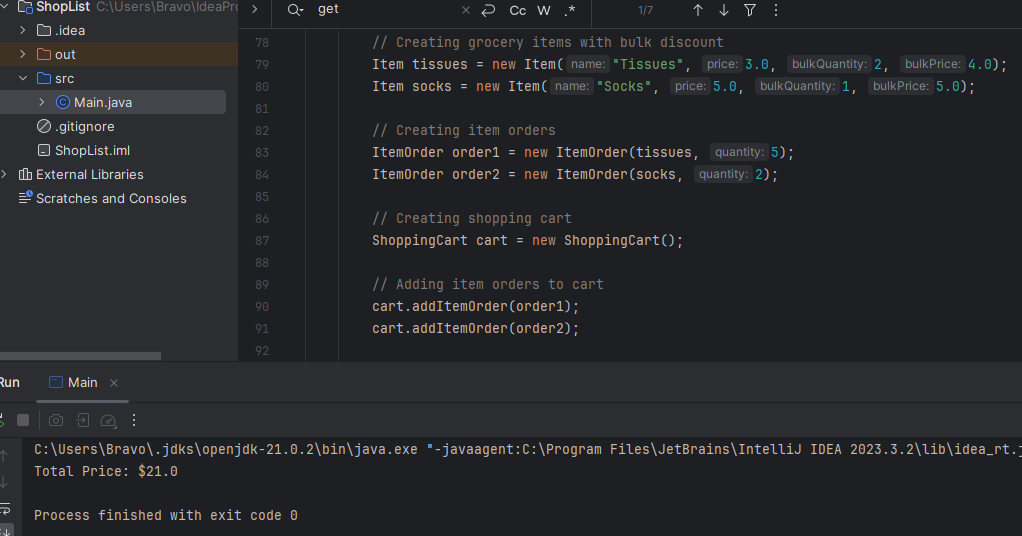 ShopList C:\Users\Bravo\IdeaPro
.idea
out
src
Main.java
.gitignore
ShopList.iml
External Libraries
Scratches and Consoles
get
Cc W .*
1/7
78 // Creating grocery items with bulk discount
79 Item tissues = new Item( name: "Tissues", price: 3.0, bulkQuantity: 2, bulkPrice: 4.0);
80 Item socks = new Item( name: "Socks", price: 5.0, bulkQuantity: 1, bulkPrice: 5.0);
81
82 // Creating item orders
83 ItemOrder order1 = new ItemOrder(tissues, quantity: 5);
84 ItemOrder order2 = new ItemOrder(socks, quantity: 2);
85
86 // Creating shopping cart
87 ShoppingCart cart = new ShoppingCart();
88
89 // Adding item orders to cart
90 cart.addItemOrder(order1);
91 cart.addItemOrder(order2);
92
Run Main
C:\Users\Bravo\.jdks\openjdk-21.0.2\bin\java.exe "-javaagent:C:\Program Files\JetBrains\IntelliJ IDEA 2023.3.2\lib\idea_rt.j
Total Price: $21.0
Process finished with exit code 0